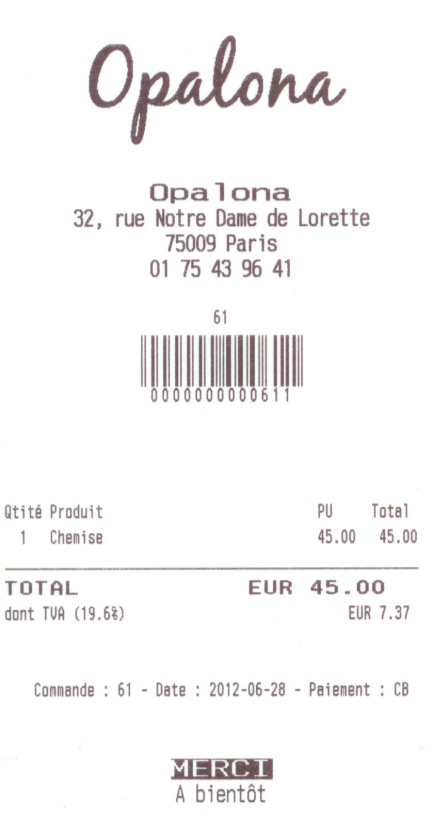 Opalona
Opalona
32, rue Notre Dame de Lorette
75009 Paris
01 75 43 96 41
61
0000000000611
Qtité Produit PU Total
1 Chemise 45.00 45.00
TOTAL EUR 45.00
dont TVA (19.6%) EUR 7.37
Commande : 61 - Date : 2012-06-28 - Paiement : CB
MERCI
A bientôt